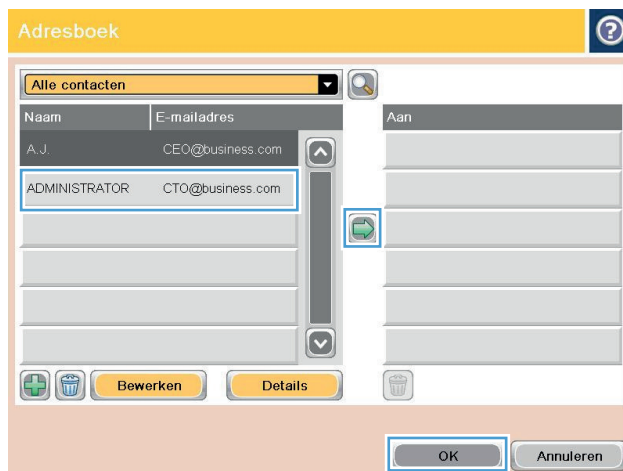 Adresboek
?
Alle contacten
Naam E-mailadres Aan
A.J. CEO@business.com
ADMINISTRATOR CTO@business.com
Bewerken Details
OK Annuleren